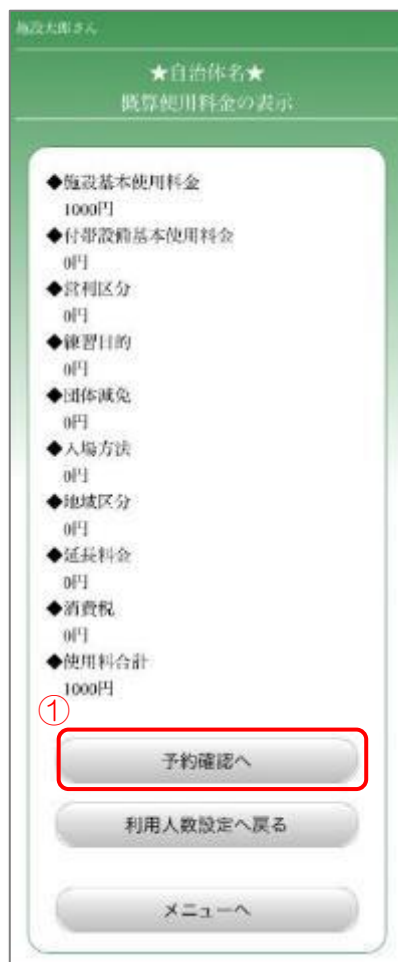 施設太郎さん
★自治体名★
概算使用料金の表示
◆施設基本使用料金
1000円
◆付帯設備基本使用料金
0円
◆営利区分
0円
◆練習目的
0円
◆団体減免
0円
◆入場方法
0円
◆地域区分
0円
◆延長料金
0円
◆消費税
0円
◆使用料合計
1000円
①
予約確認へ
利用人数設定へ戻る
メニューへ